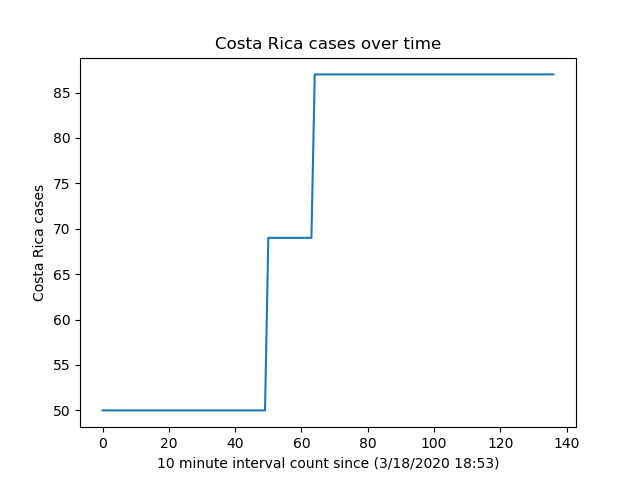 Costa Rica cases over time
Costa Rica cases
85
80
75
70
65
60
55
50
0 20 40 60 80 100 120 140
10 minute interval count since (3/18/2020 18:53)